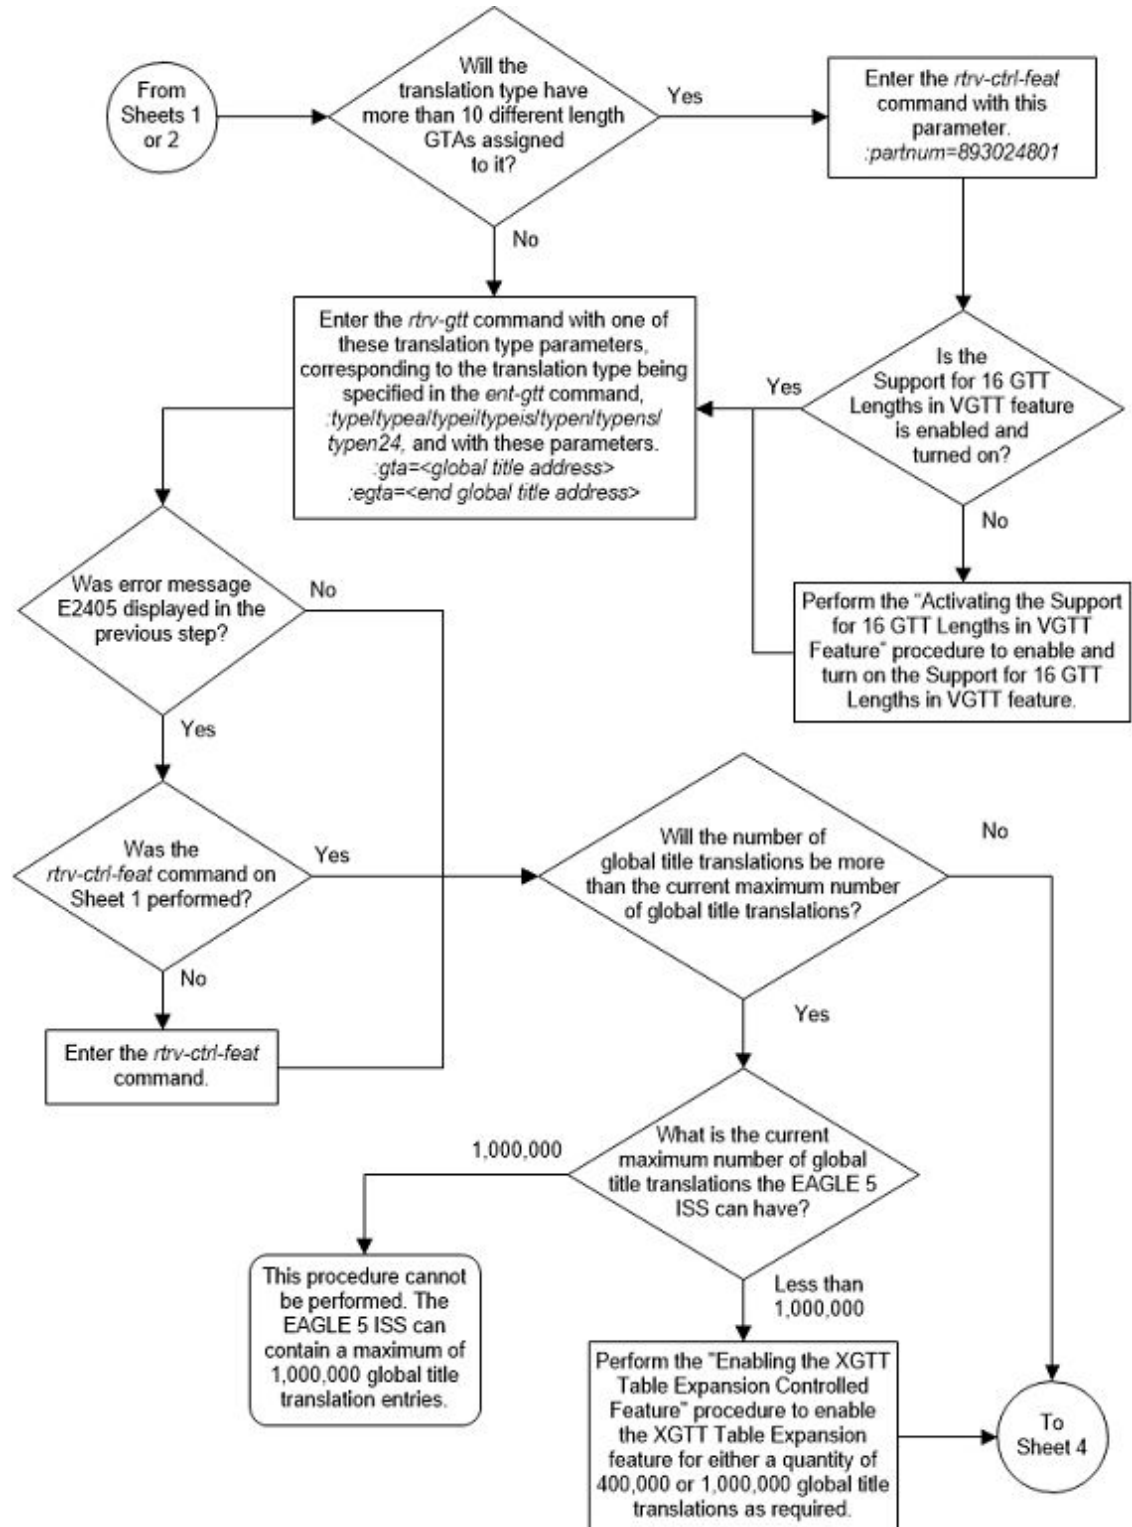 From
Sheets 1
or 2
Will the
translation type have
more than 10 different length
GTAs assigned
to it?
Yes
Enter the rtrv-ctrl-feat
command with this
parameter.
:partnum=893024801
No
Enter the rtrv-gtt command with one of
these translation type parameters,
corresponding to the translation type being
specified in the ent-gtt command,
:type/typea/typei/typeis/typen/typens/
typen24, and with these parameters.
:gta=<global title address>
:egta=<end global title address>
Yes
Is the
Support for 16 GTT
Lengths in VGTT feature
is enabled and
turned on?
No
Perform the "Activating the Support
for 16 GTT Lengths in VGTT
Feature" procedure to enable and
turn on the Support for 16 GTT
Lengths in VGTT feature.
Was error message
E2405 displayed in the
previous step?
No
Yes
Was the
rtrv-ctrl-feat command on
Sheet 1 performed?
Yes
No
Enter the rtrv-ctrl-feat
command.
Will the number of
global title translations be more
than the current maximum number
of global title translations?
No
Yes
What is the current
maximum number of global
title translations the EAGLE 5
ISS can have?
1,000,000
This procedure cannot
be performed. The
EAGLE 5 ISS can
contain a maximum of
1,000,000 global title
translation entries.
Less than
1,000,000
Perform the "Enabling the XGTT
Table Expansion Controlled
Feature" procedure to enable
the XGTT Table Expansion
feature for either a quantity of
400,000 or 1,000,000 global title
translations as required.
To
Sheet 4